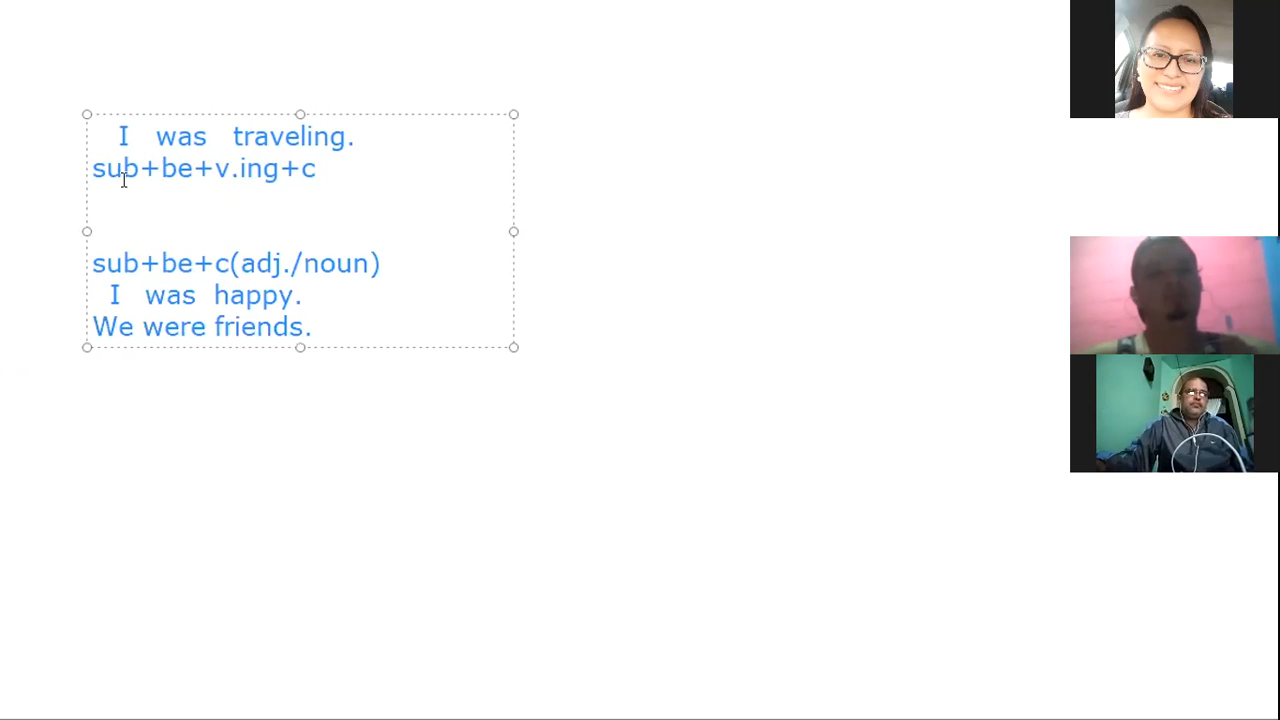 I was traveling.
sub+be+v.ing+c
sub+be+c(adj./noun)
I was happy.
We were friends.